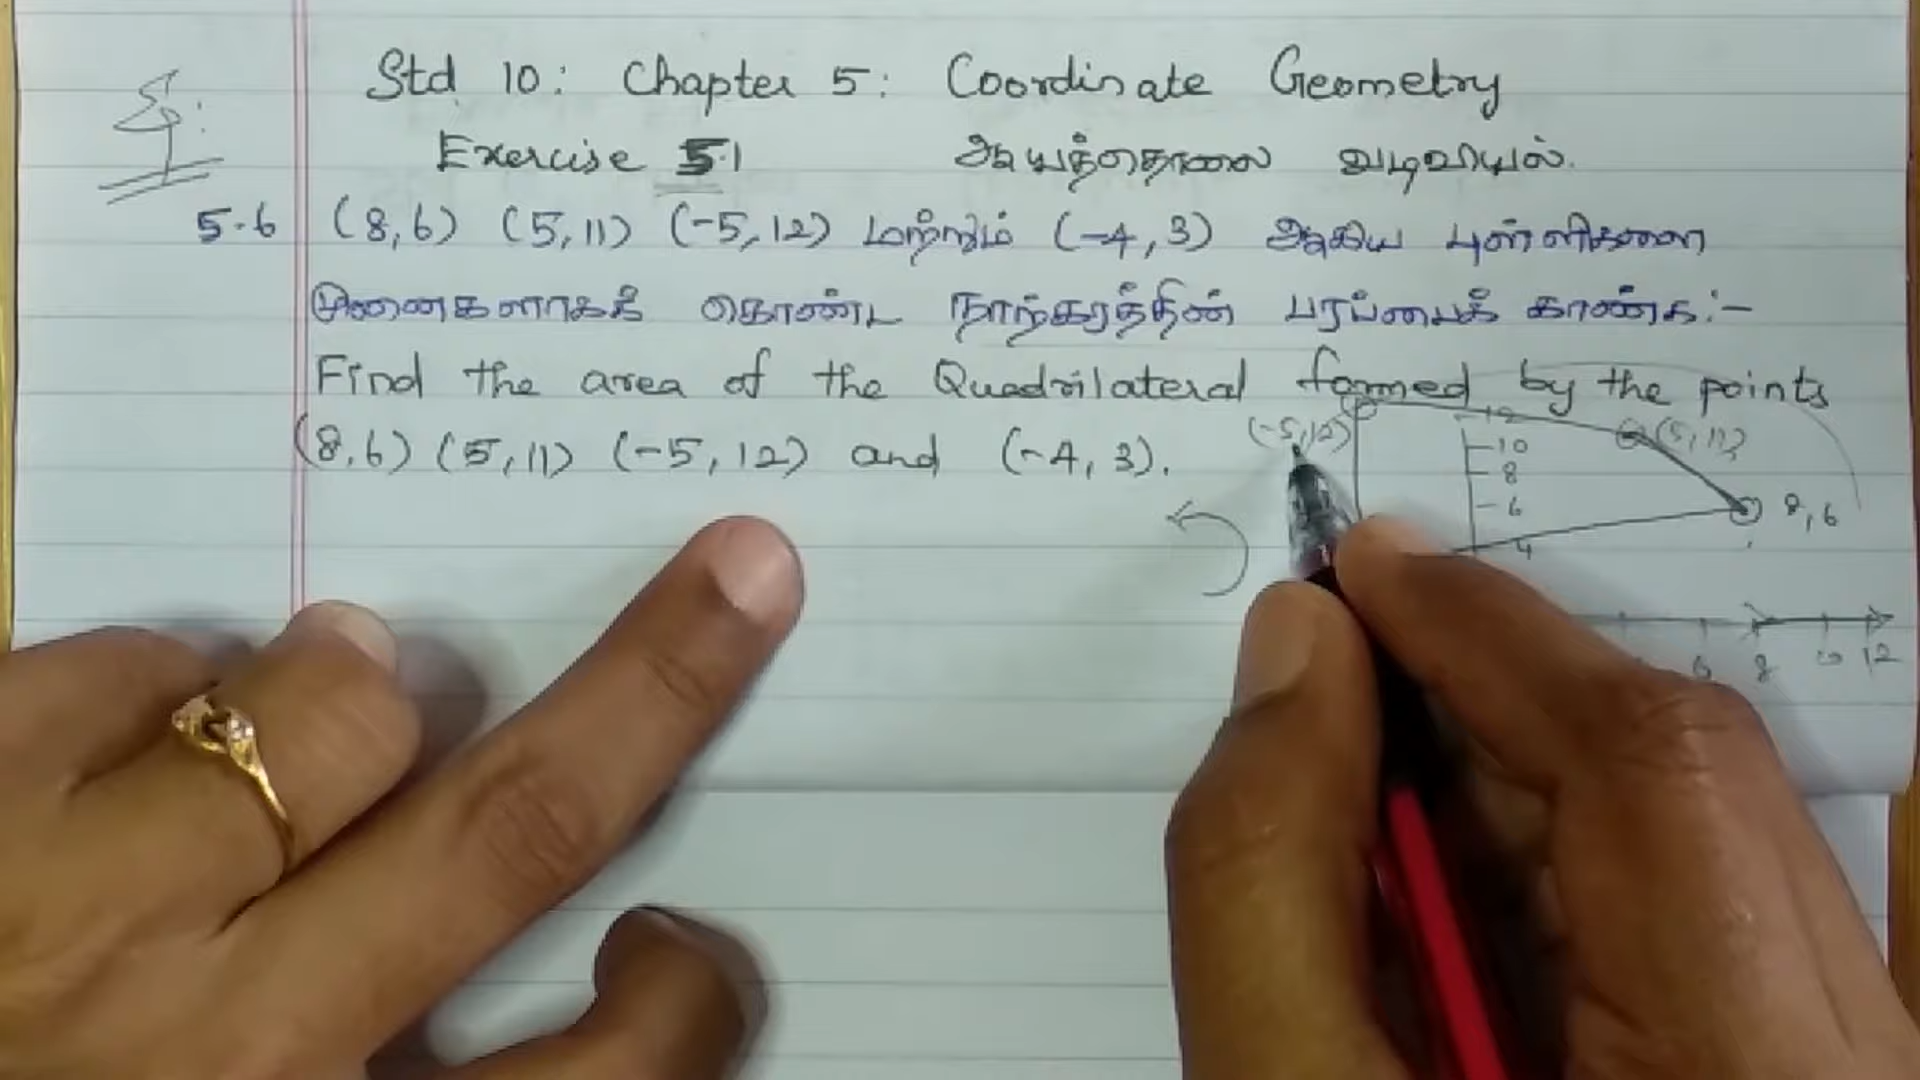 Std 10: Chapter 5: Coordinate Geometry
Exercise 5.1 ஆயத்தொலை வடிவியல்.
5.6 (8,6) (5,11) (-5,12) மற்றும் (-4,3) ஆகிய புள்ளிகளை
முனைகளாகக் கொண்ட நாற்கரத்தின் பரப்பைக் காண்க:-
Find the area of the Quadrilateral formed by the points
(8,6) (5,11) (-5,12) and (-4,3).
(-5,12) 12 (5,11)
10
8
6 8,6
4
6 8 10 12